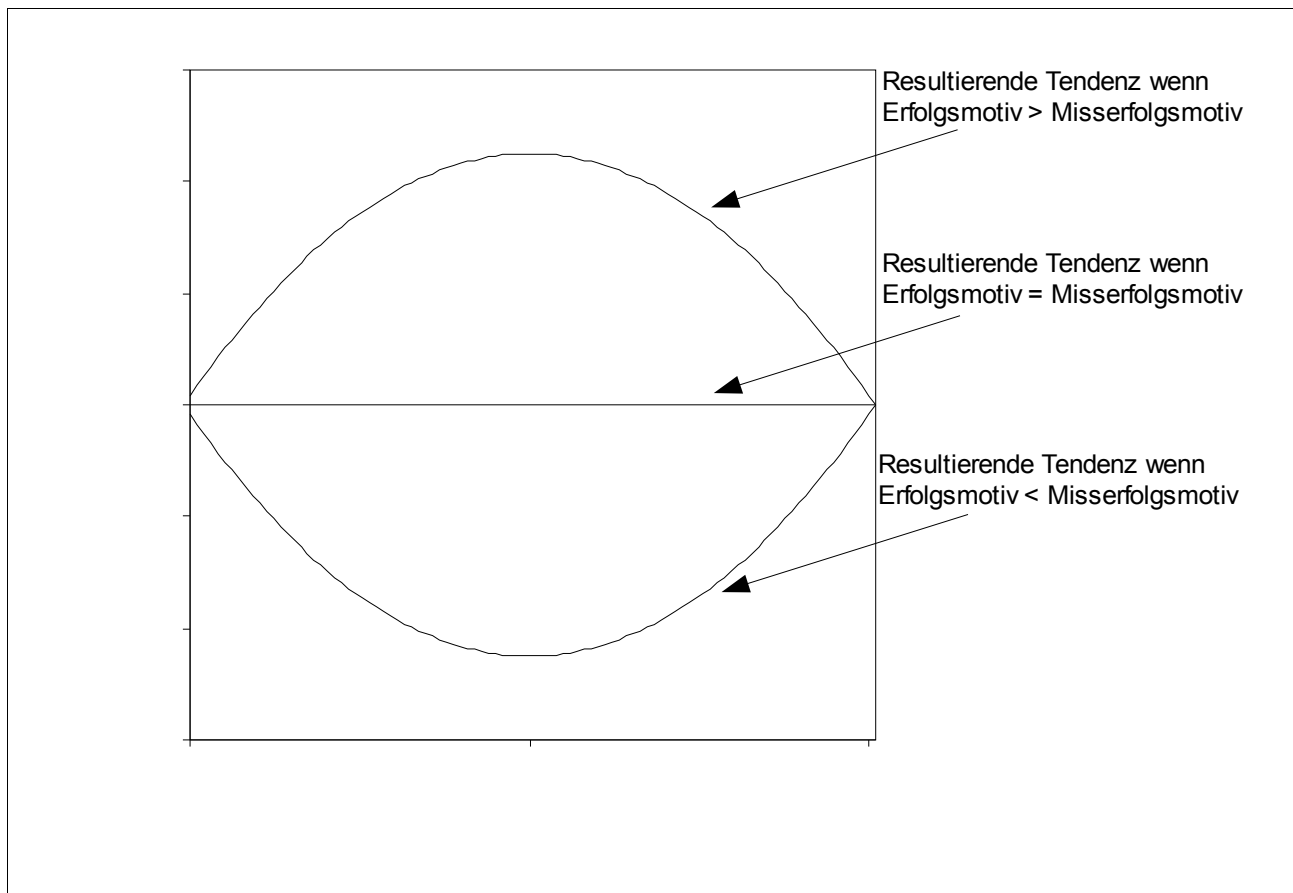 Resultierende Tendenz wenn
Erfolgsmotiv > Misserfolgsmotiv
Resultierende Tendenz wenn
Erfolgsmotiv = Misserfolgsmotiv
Resultierende Tendenz wenn
Erfolgsmotiv < Misserfolgsmotiv